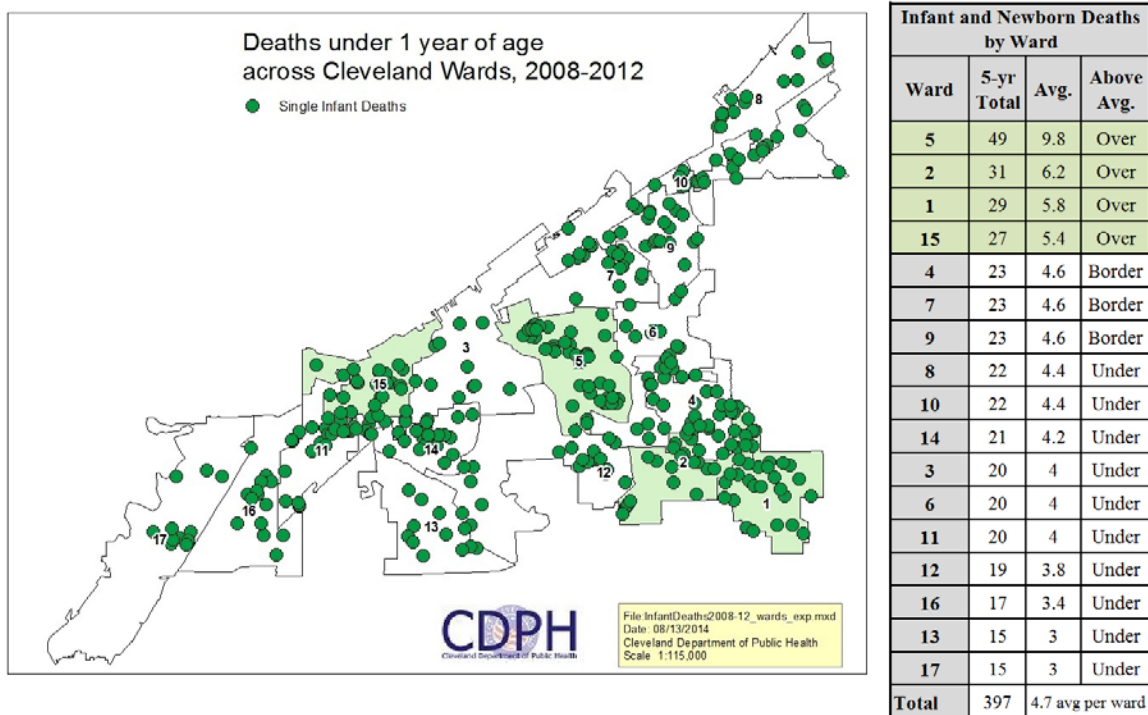 Deaths under 1 year of age
across Cleveland Wards, 2008-2012
Single Infant Deaths
8
10
9
7
6
3
5
15
4
14
11
2
12
1
16
13
17
CDPH
Cleveland Department of Public Health
File:InfantDeaths2008-12_wards_exp.mxd
Date: 08/13/2014
Cleveland Department of Public Health
Scale 1:115,000
Infant and Newborn Deaths
by Ward
Ward 5-yr Total Avg. Above Avg.
5 49 9.8 Over
2 31 6.2 Over
1 29 5.8 Over
15 27 5.4 Over
4 23 4.6 Border
7 23 4.6 Border
9 23 4.6 Border
8 22 4.4 Under
10 22 4.4 Under
14 21 4.2 Under
3 20 4 Under
6 20 4 Under
11 20 4 Under
12 19 3.8 Under
16 17 3.4 Under
13 15 3 Under
17 15 3 Under
Total 397 4.7 avg per ward